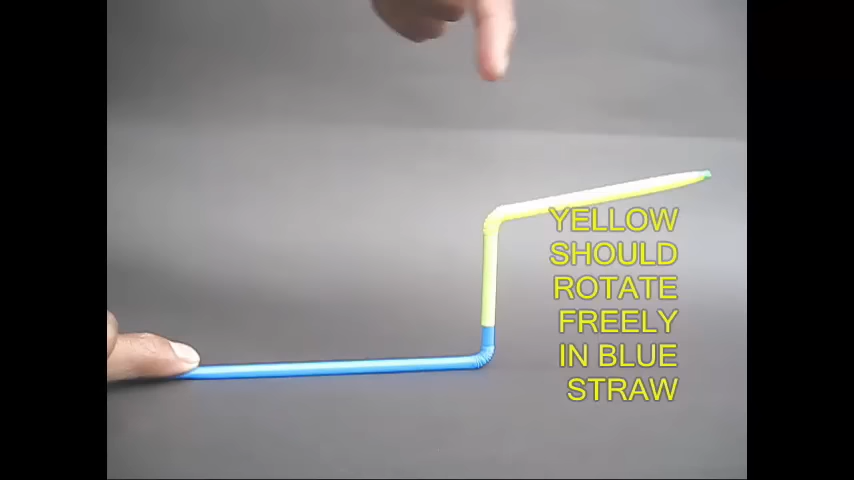 YELLOW
SHOULD
ROTATE
FREELY
IN BLUE
STRAW